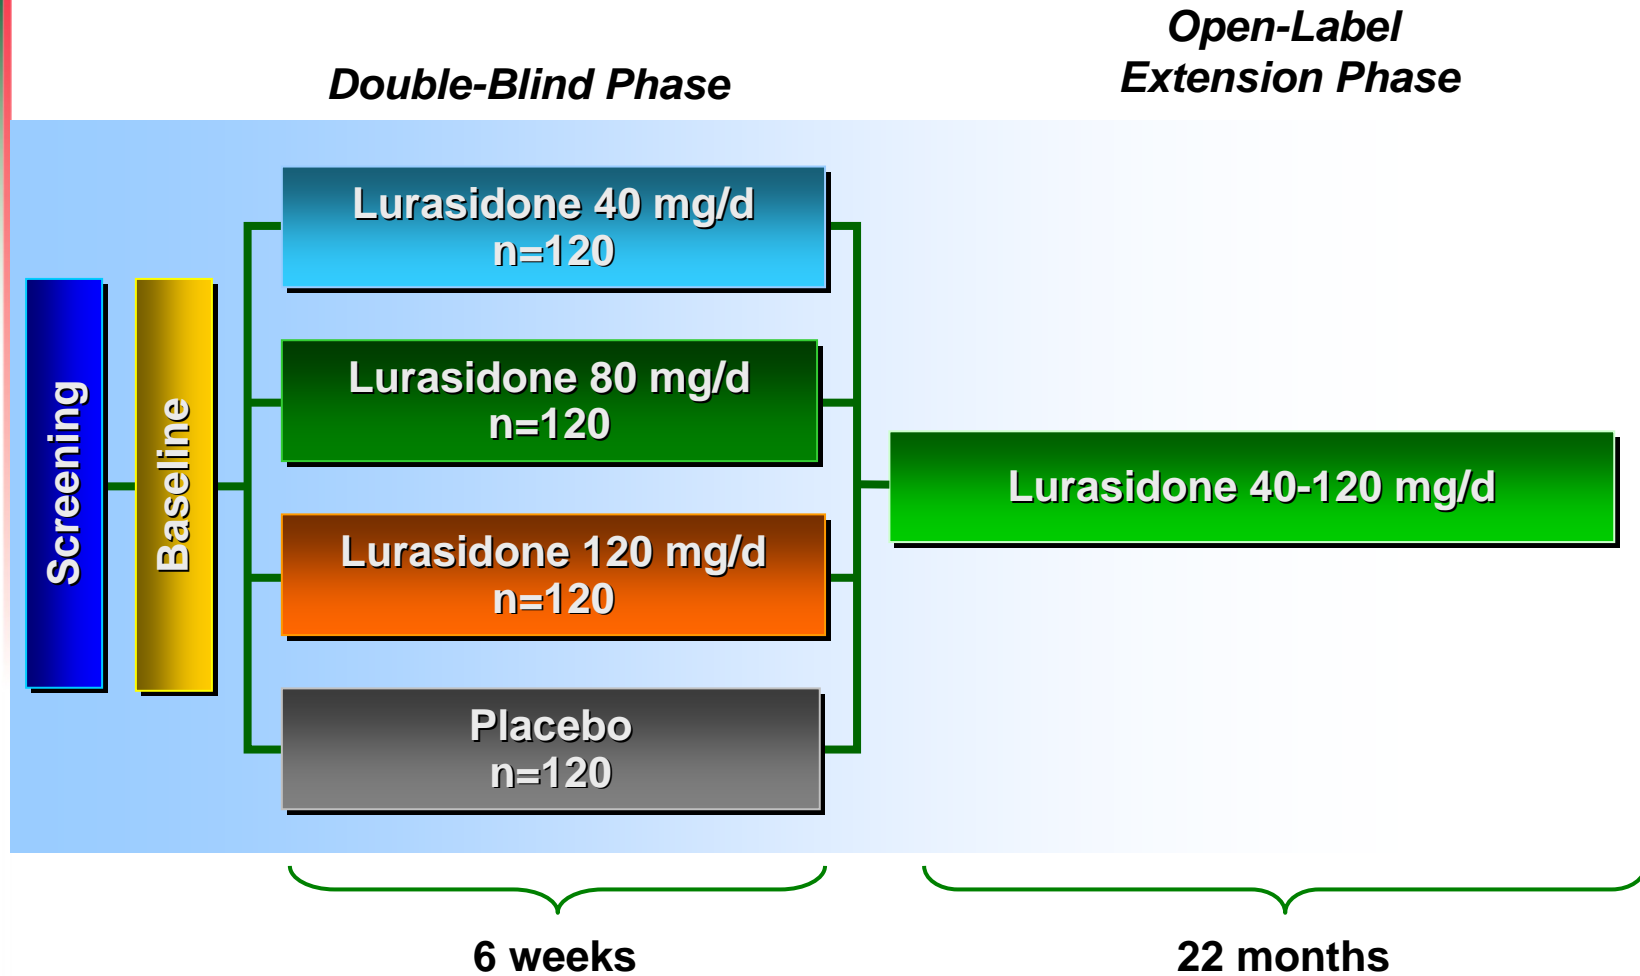 Open-Label
Extension Phase
Double-Blind Phase
Screening
Baseline
Lurasidone 40 mg/d
n=120
Lurasidone 80 mg/d
n=120
Lurasidone 120 mg/d
n=120
Placebo
n=120
Lurasidone 40-120 mg/d
6 weeks
22 months